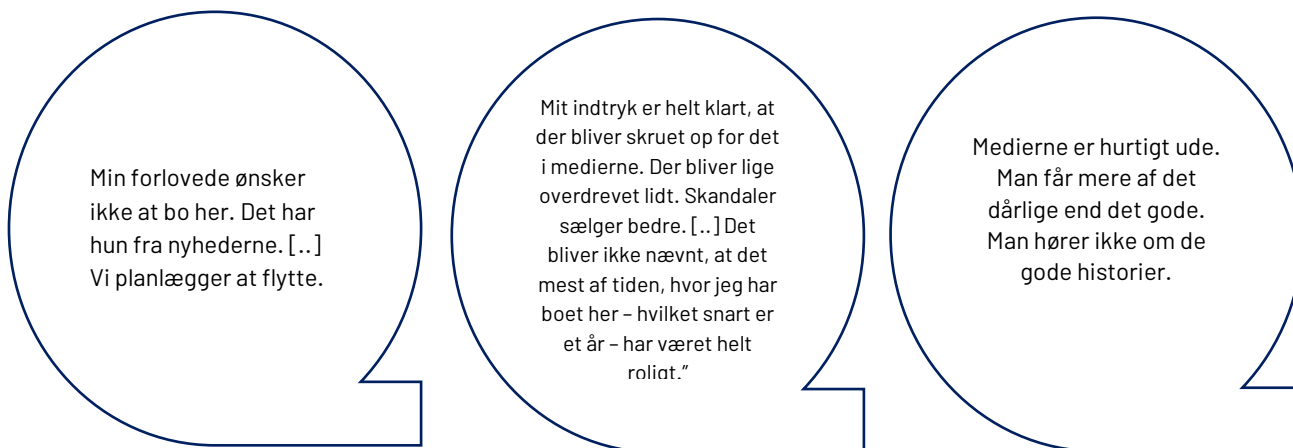 Min forlovede ønsker
ikke at bo her. Det har
hun fra nyhederne. [..]
Vi planlægger at flytte.
Mit indtryk er helt klart, at
der bliver skruet op for det
i medierne. Der bliver lige
overdrevet lidt. Skandaler
sælger bedre. [..] Det
bliver ikke nævnt, at det
mest af tiden, hvor jeg har
boet her – hvilket snart er
et år – har været helt
roligt.”
Medierne er hurtigt ude.
Man får mere af det
dårlige end det gode.
Man hører ikke om de
gode historier.